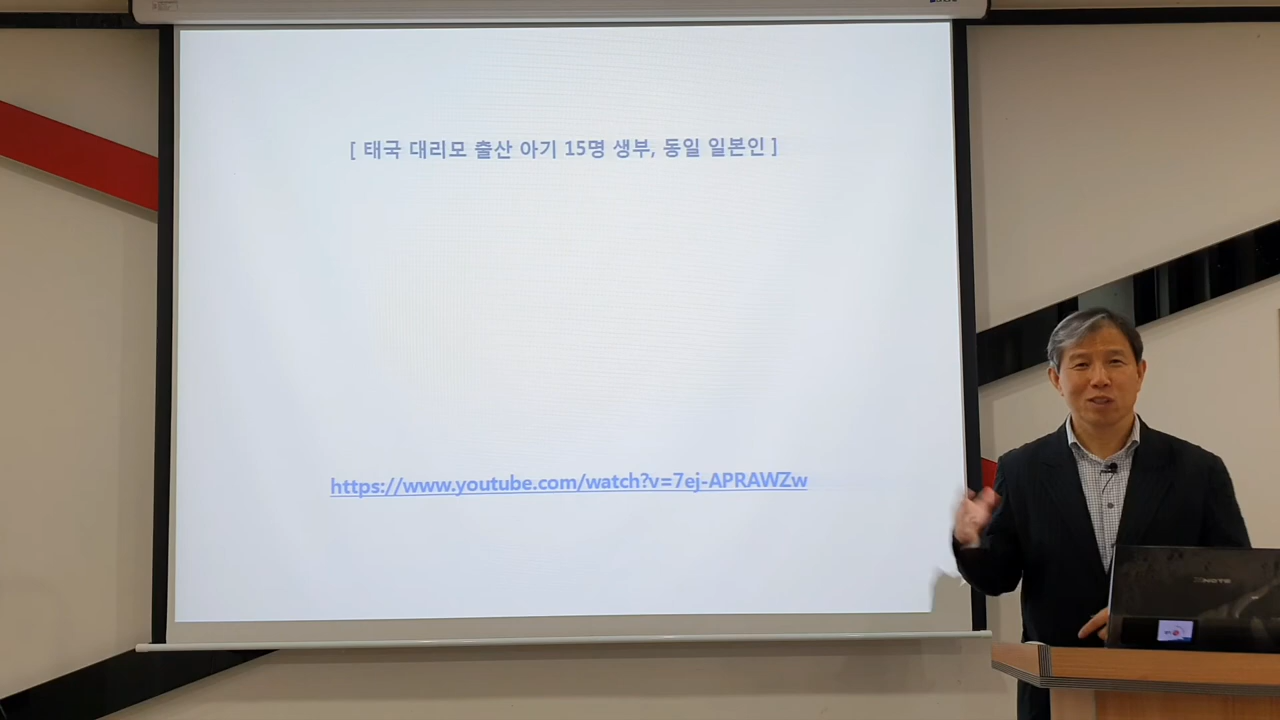 [ 태국 대리모 출산 아기 15명 생부, 동일 일본인 ]
https://www.youtube.com/watch?v=7ej-APRAWZw